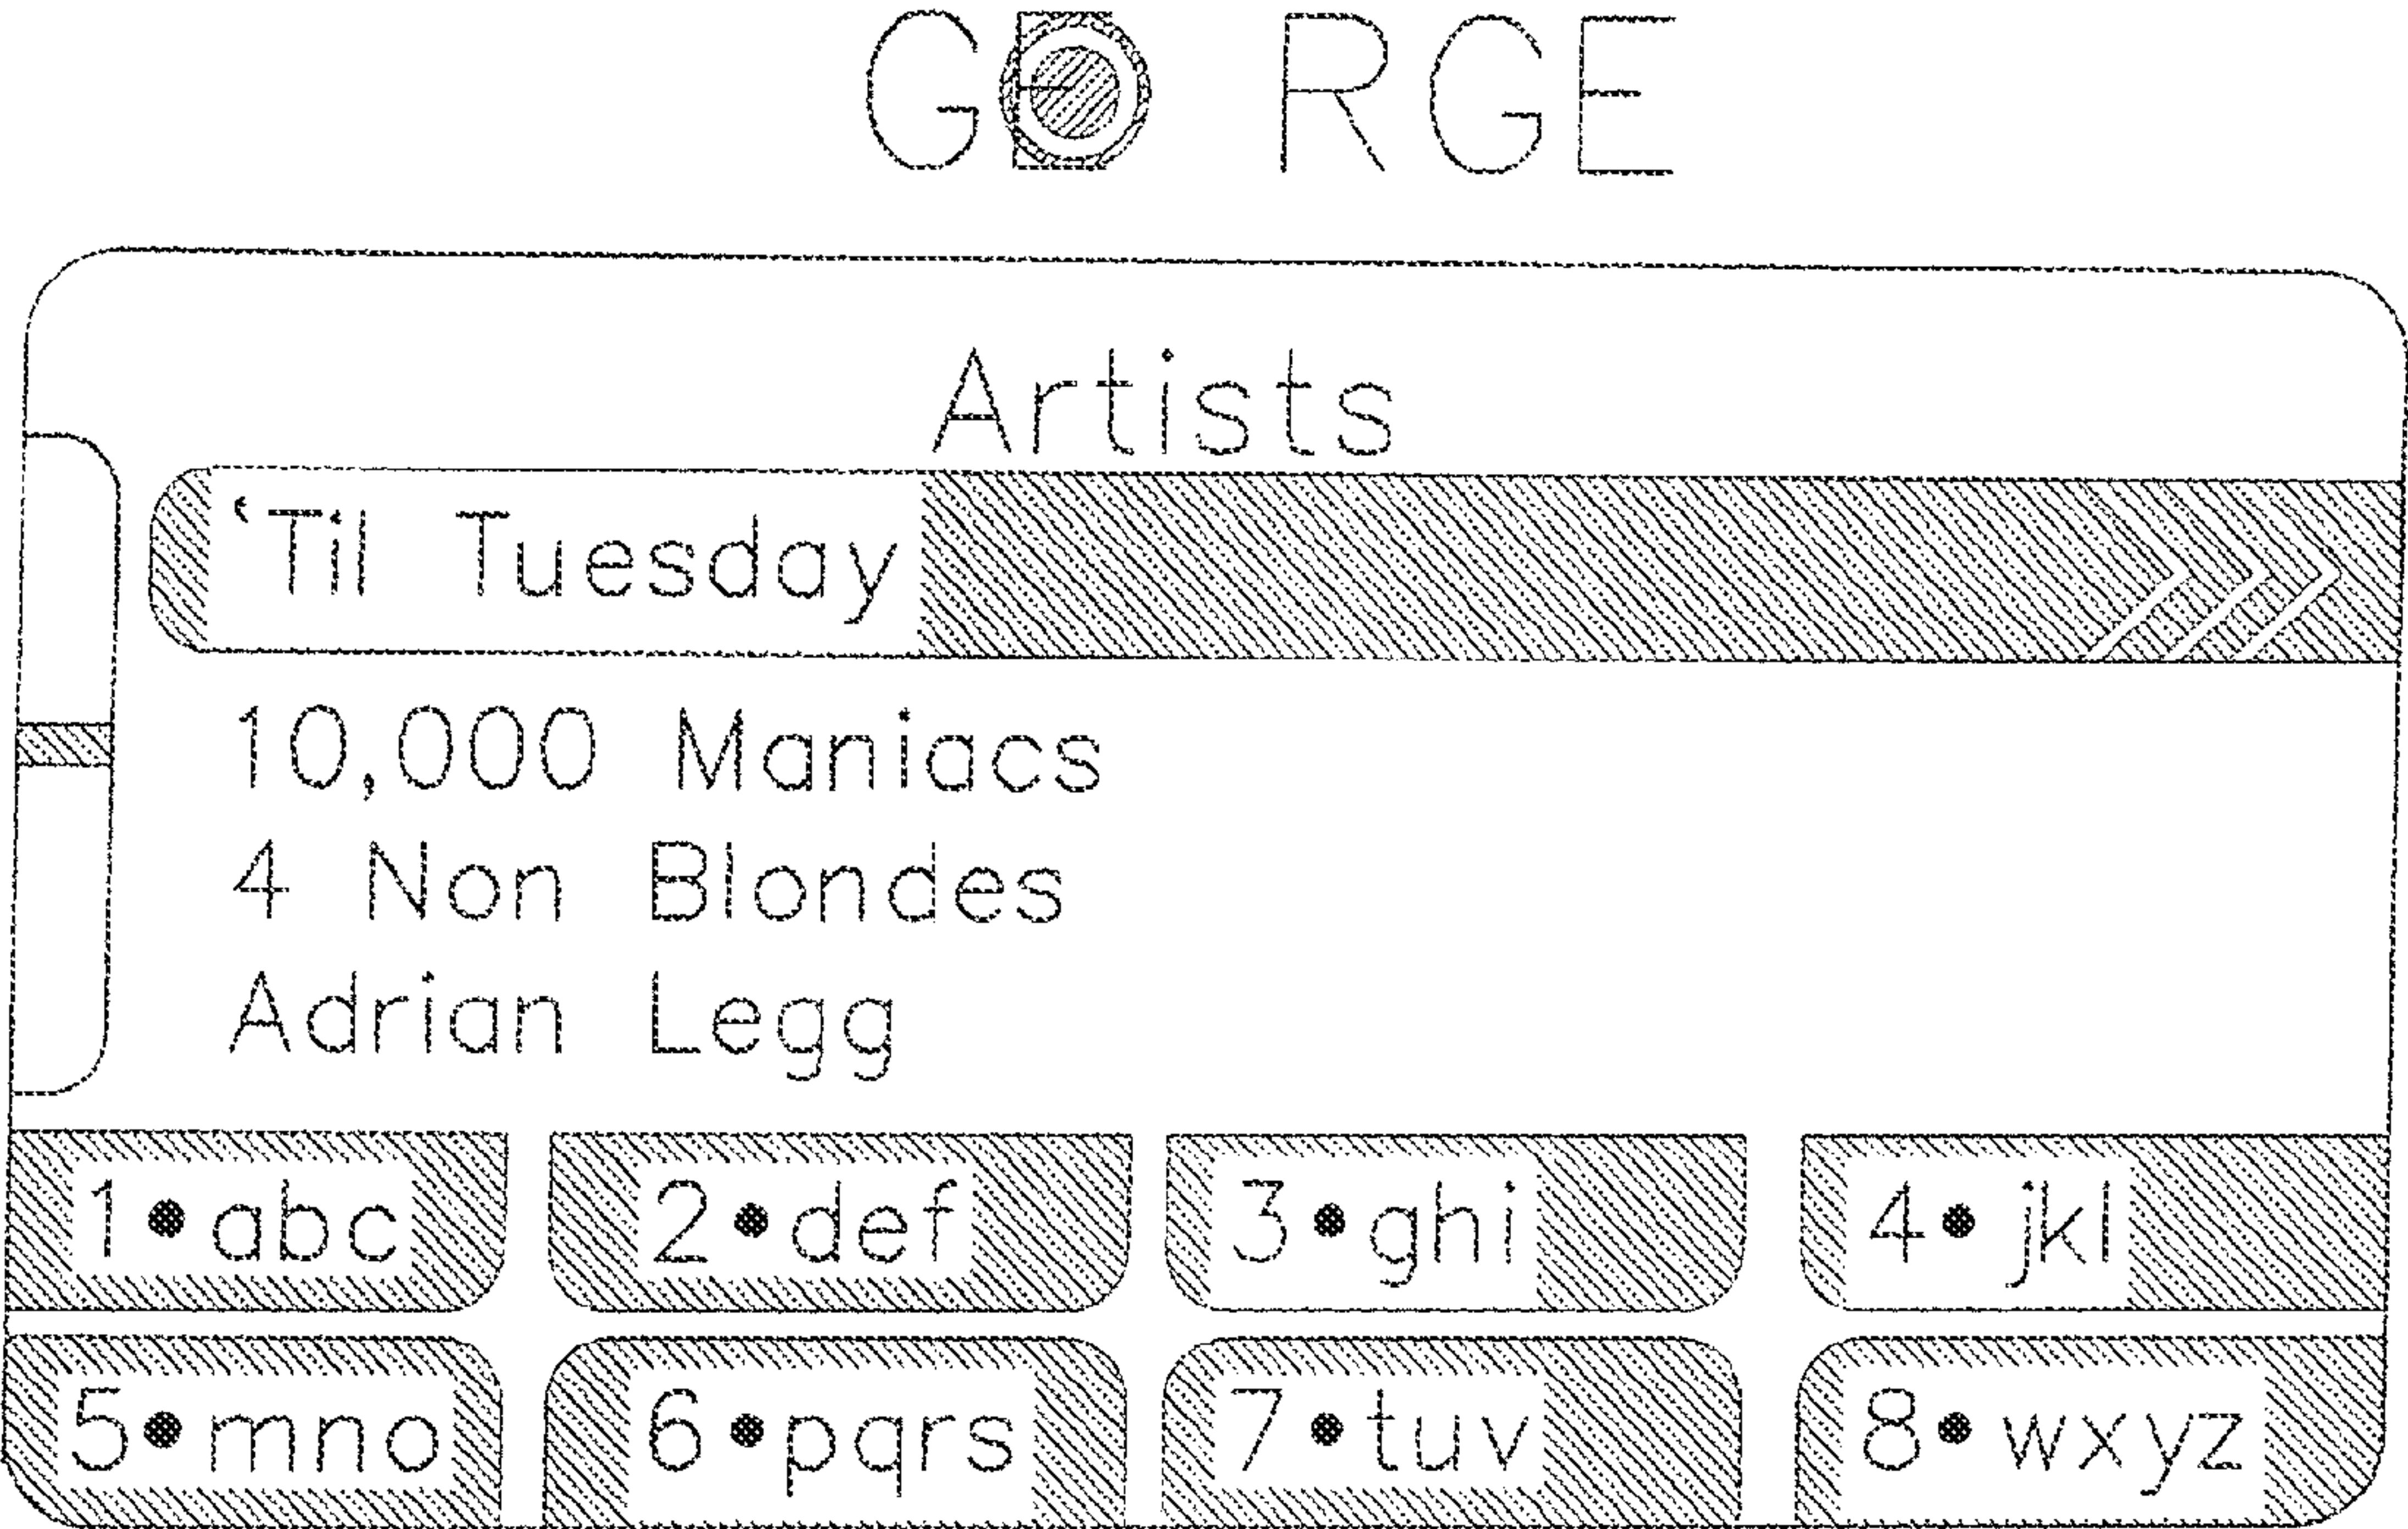 GEORGE
Artists
‘Til Tuesday
10,000 Maniacs
4 Non Blondes
Adrian Legg
1•abc 2•def 3•ghi 4•jkl
5•mno 6•pqrs 7•tuv 8•wxyz